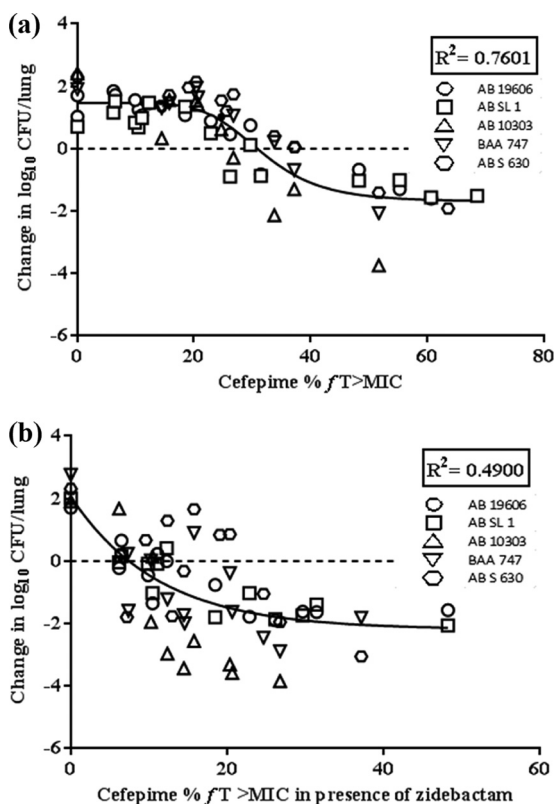 (a)
4
2
0
-2
-4
-6
Change in log10 CFU/lung
0
20
40
60
80
Cefepime % fT>MIC
R2= 0.7601
AB 19606
AB SL 1
AB 10303
BAA 747
AB S 630
(b)
4
2
0
-2
-4
-6
Change in log10 CFU/lung
0
20
40
60
Cefepime % fT >MIC in presence of zidebactam
R2= 0.4900
AB 19606
AB SL 1
AB 10303
BAA 747
AB S 630